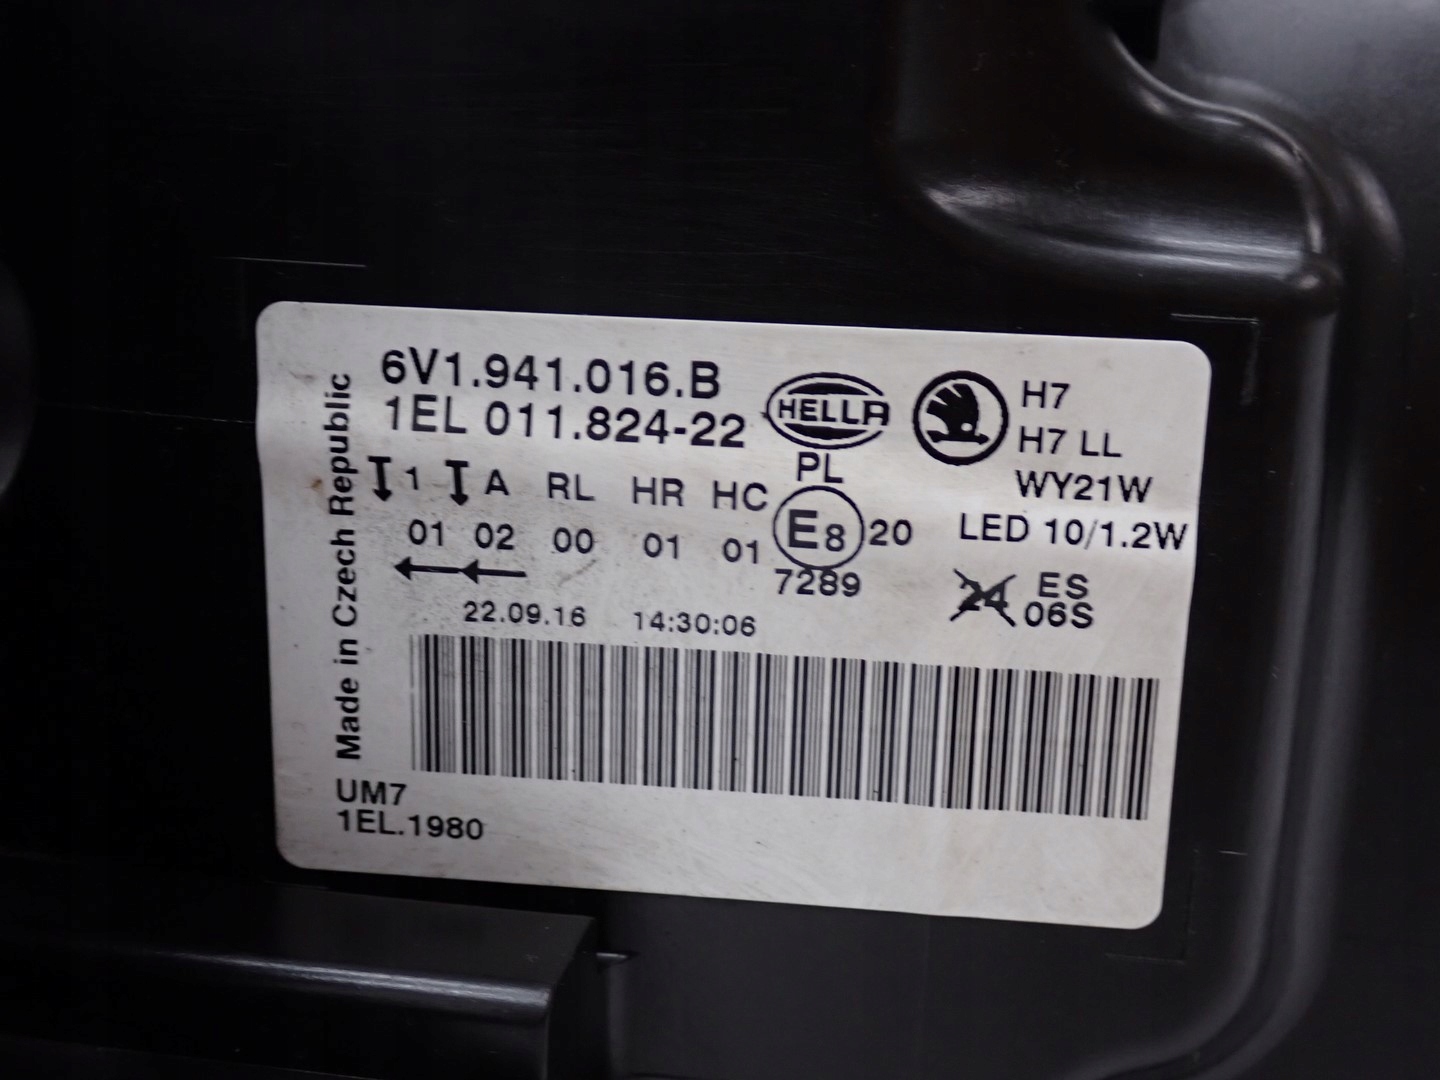 6V1.941.016.B
1EL 011.824-22
HELLA
H7
H7 LL
WY21W
LED 10/1.2W
PL
1 A RL HR HC
01 02 00 01 01
E8 20
7289
24
ES
06S
22.09.16 14:30:06
Made in Czech Republic
UM7
1EL.1980